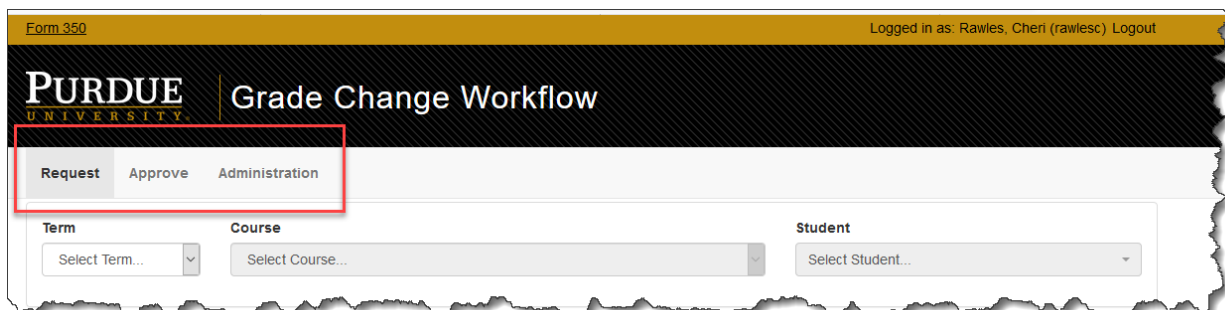 Form 350 Logged in as: Rawles, Cheri (rawlesc) Logout
PURDUE
UNIVERSITY.
Grade Change Workflow
Request Approve Administration
Term Course Student
Select Term... Select Course... Select Student...